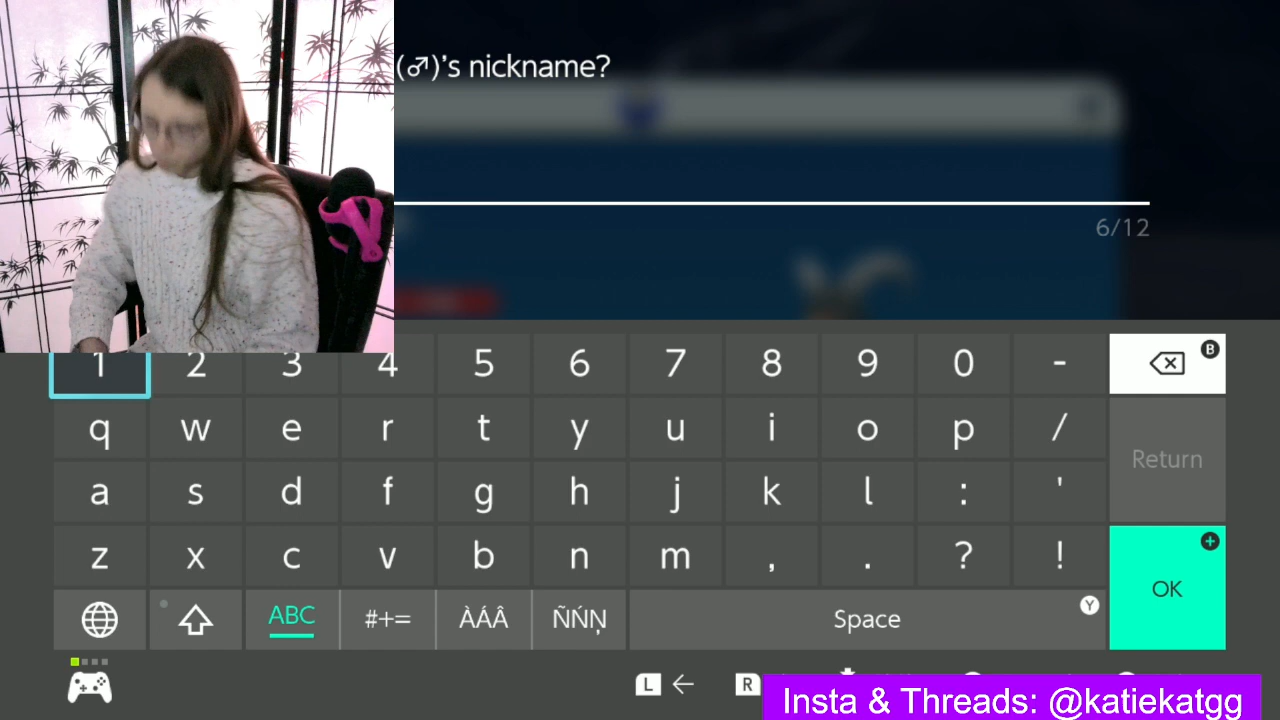 (♂)'s nickname?
6/12
1 2 3 4 5 6 7 8 9 0 -
q w e r t y u i o p /
Return
a s d f g h j k l : '
z x c v b n m , . ? !
OK
ABC #+= ÀÁÂ ÑŃŅ Space
B
+
Y
L ← R
Insta & Threads: @katiekatgg